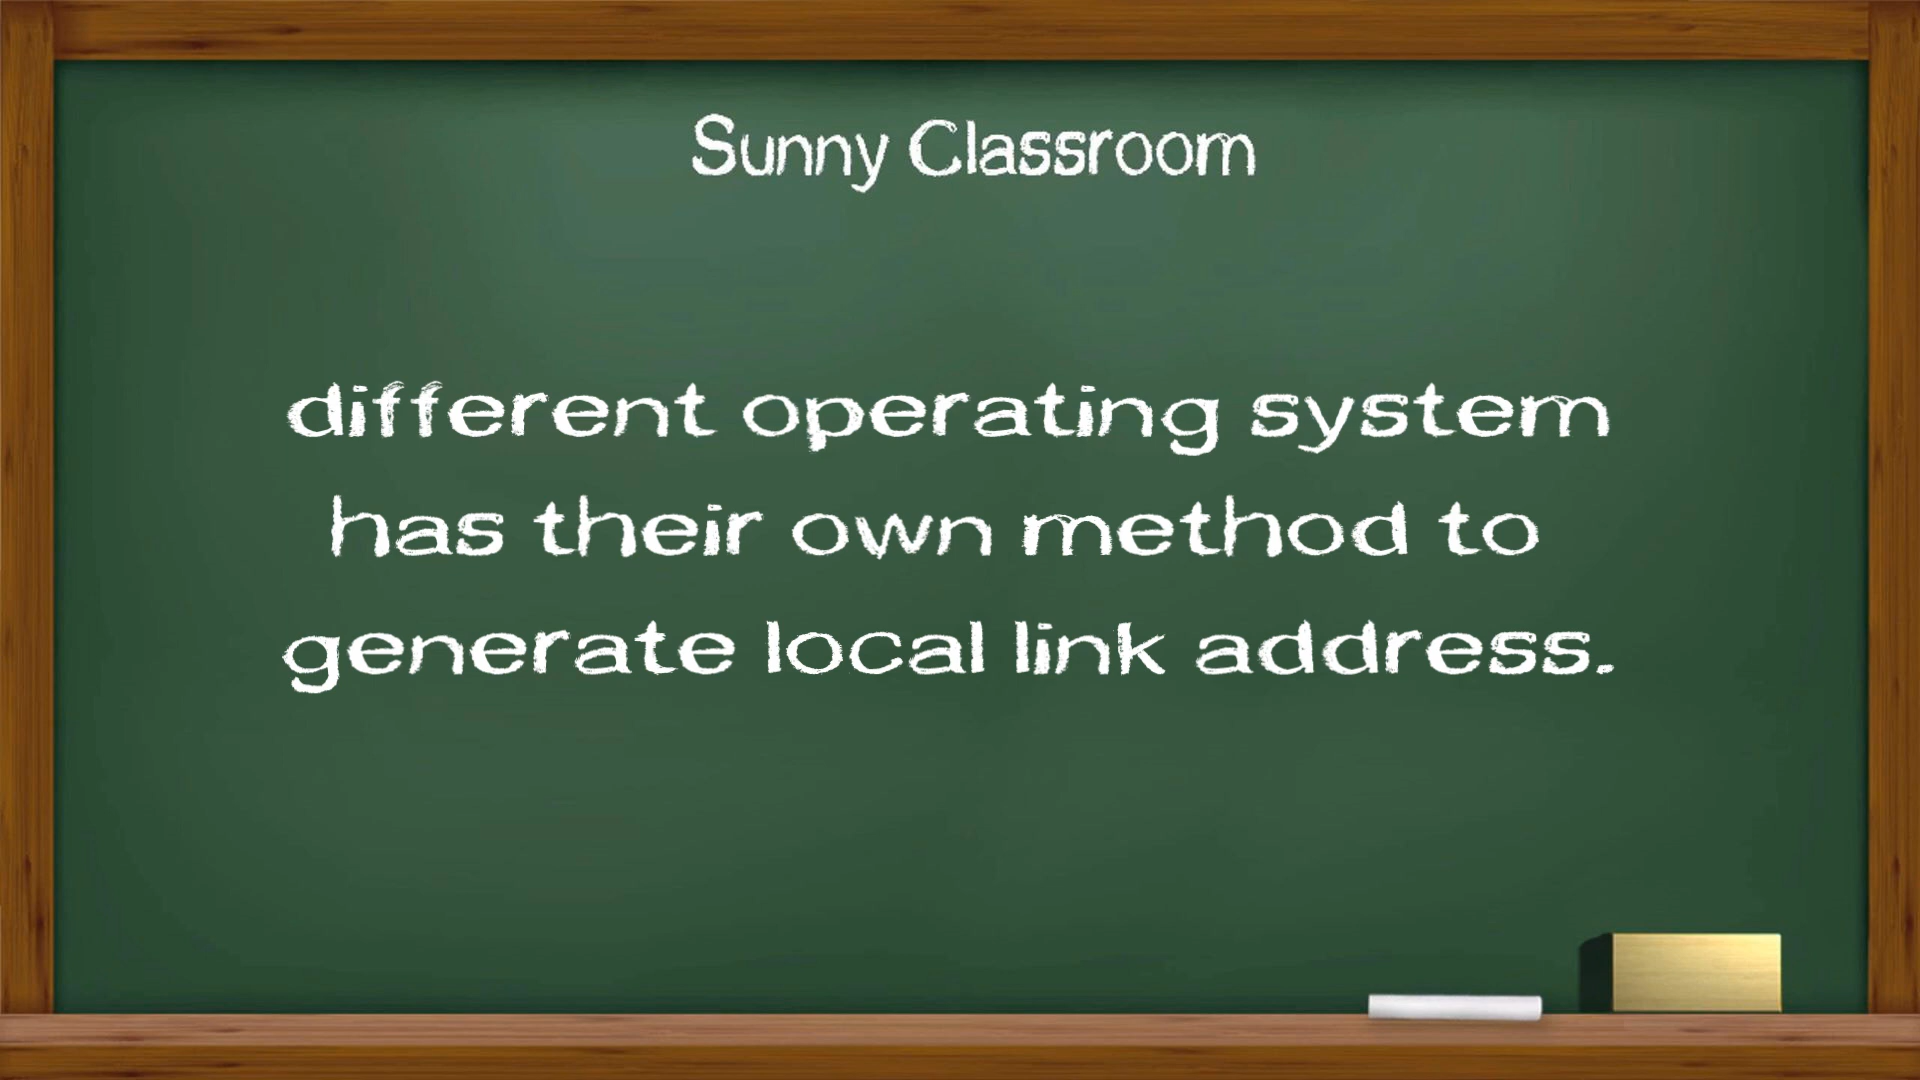 Sunny Classroom
different operating system
has their own method to
generate local link address.